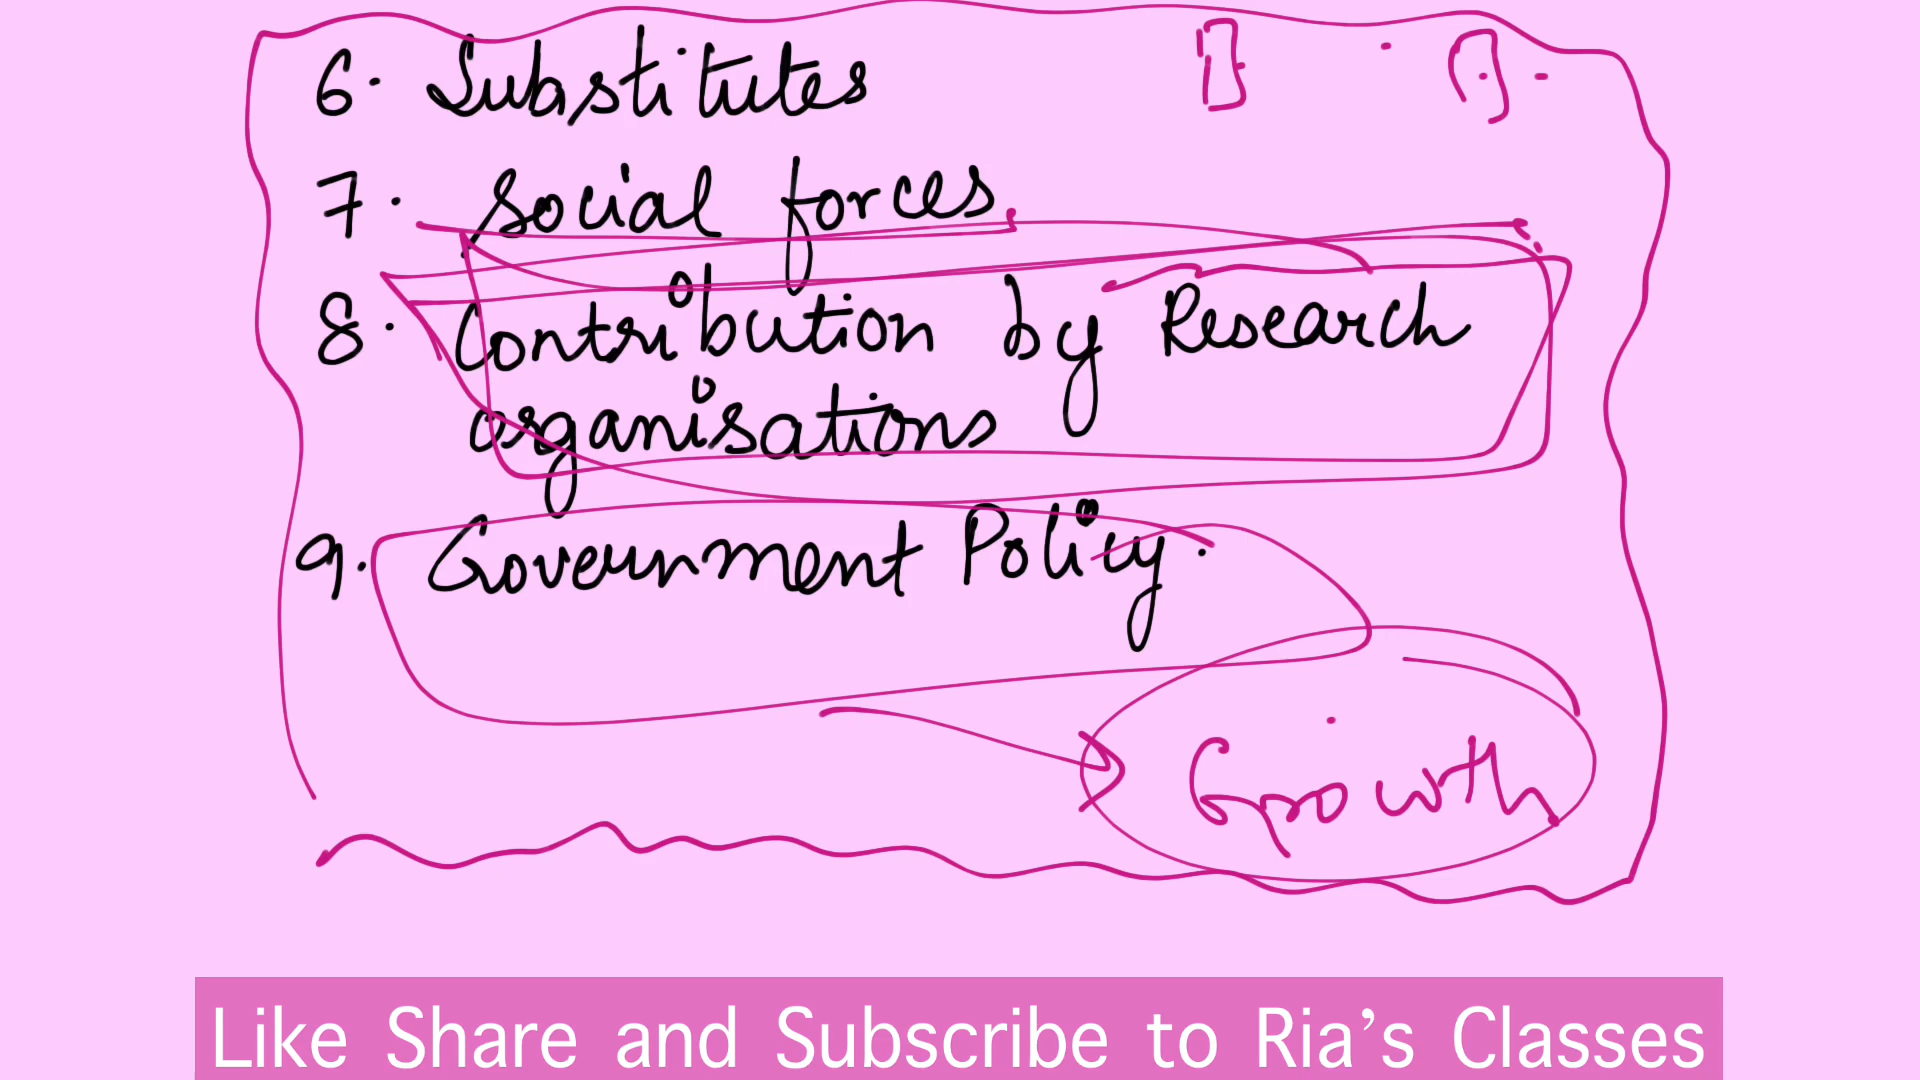 6. Substitutes
7. Social forces.
8. Contribution by Research
organisations
9. Government Policy.
Growth
Like Share and Subscribe to Ria's Classes